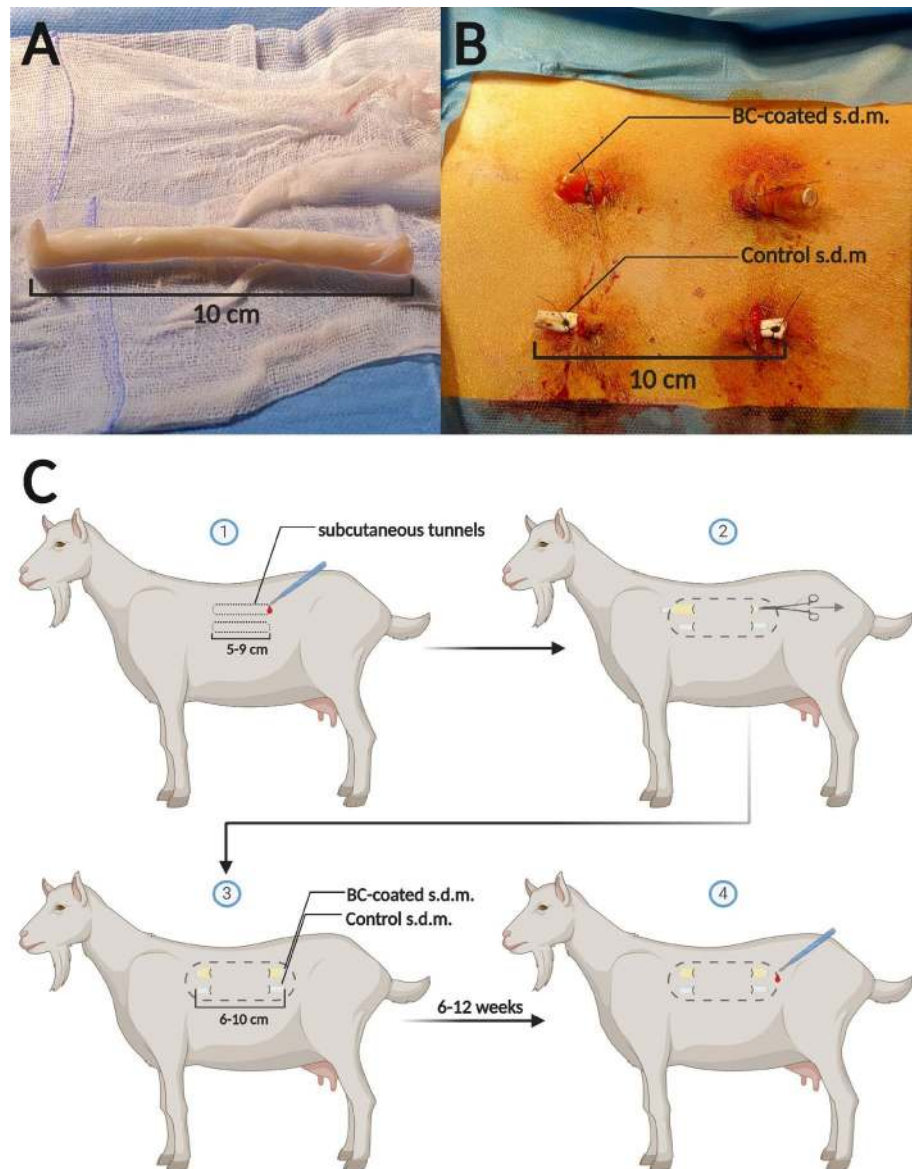 A
B
BC-coated s.d.m.
Control s.d.m
10 cm
10 cm
C
1
subcutaneous tunnels
5-9 cm
2
3
BC-coated s.d.m.
Control s.d.m.
6-10 cm
6-12 weeks
4